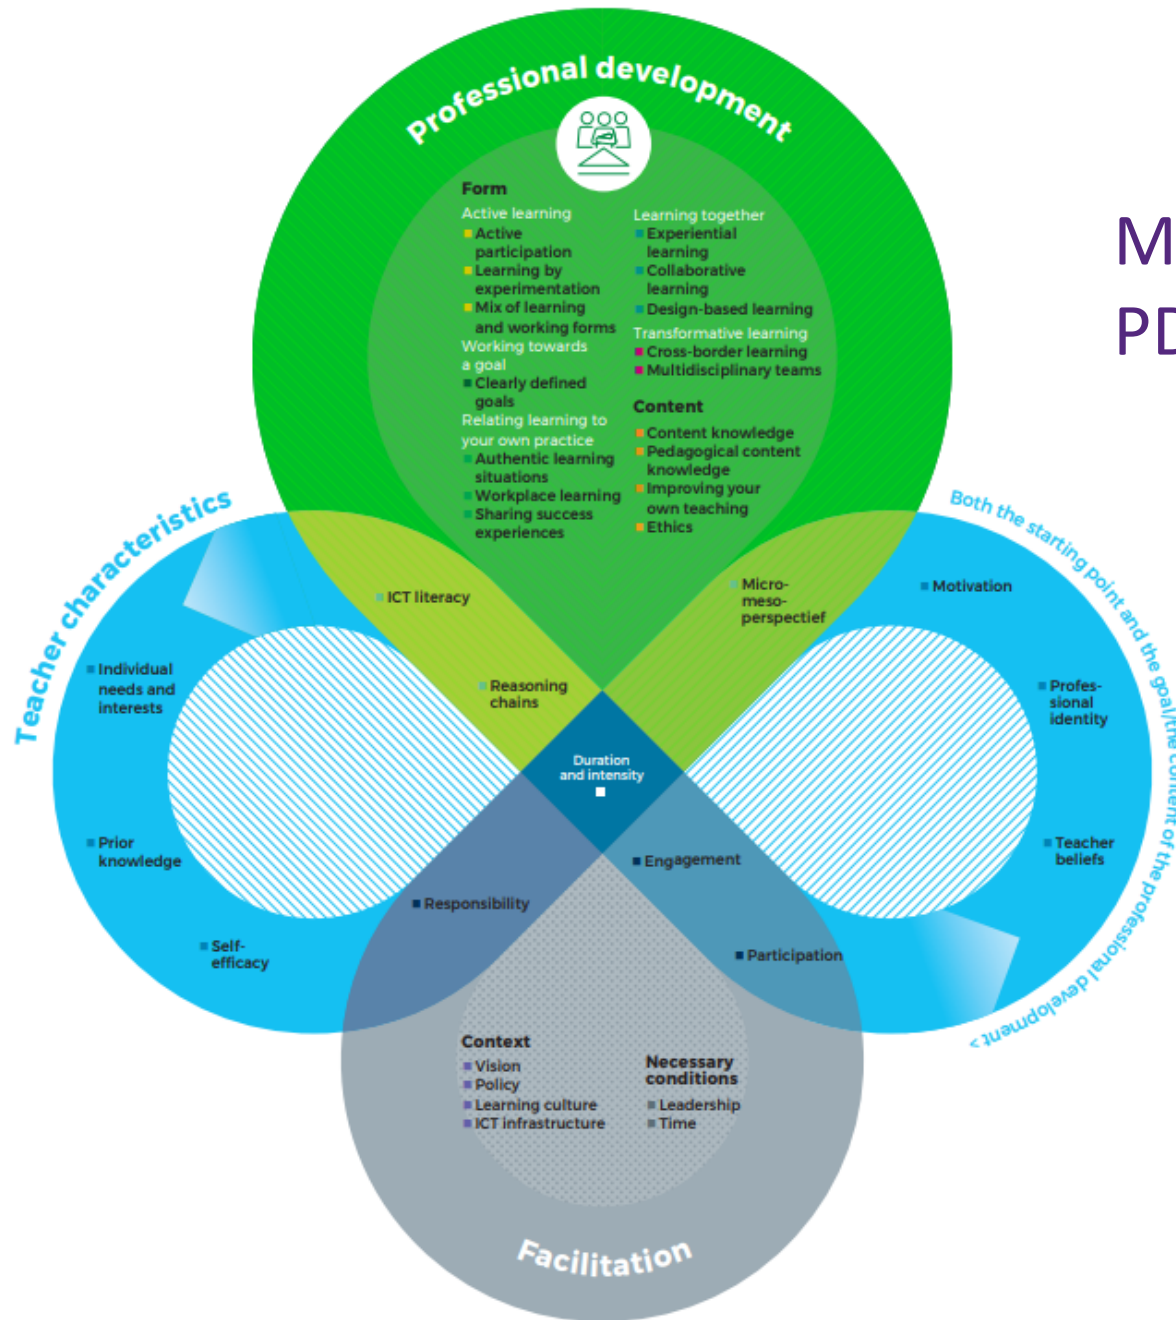 Professional development
Form
Active learning
Active
participation
Learning by
experimentation
Mix of learning
and working forms
Working towards
a goal
Clearly defined
goals
Relating learning to
your own practice
Authentic learning
situations
Workplace learning
Sharing success
experiences
Learning together
Experiential
learning
Collaborative
learning
Design-based learning
Transformative learning
Cross-border learning
Multidisciplinary teams
Content
Content knowledge
Pedagogical content
knowledge
Improving your
own teaching
Ethics
M
PD
Teacher characteristics
Both the starting point and the goal/the content of the professional development >
ICT literacy
Reasoning
chains
Micro-
meso-
perspectief
Motivation
Individual
needs and
interests
Profes-
sional
identity
Duration
and intensity
Prior
knowledge
Teacher
beliefs
Engagement
Responsibility
Self-
efficacy
Participation
Context
Vision
Policy
Learning culture
ICT infrastructure
Necessary
conditions
Leadership
Time
Facilitation